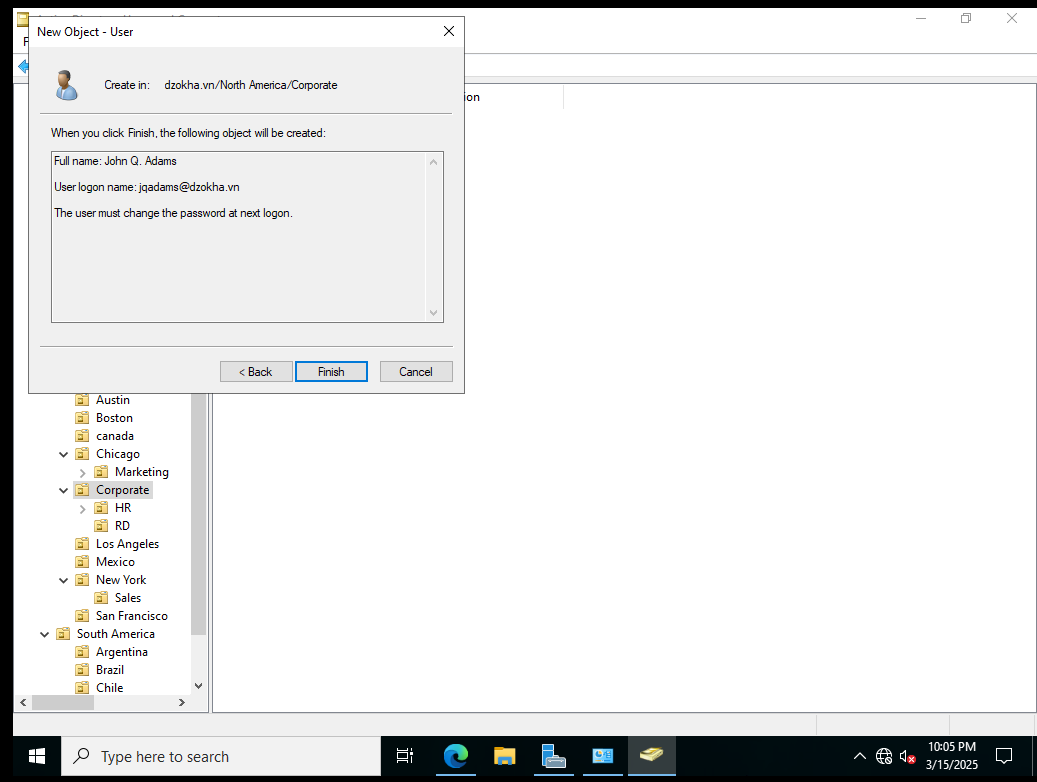 New Object - User
Create in: dzokha.vn/North America/Corporate
ion
When you click Finish, the following object will be created:
Full name: John Q. Adams
User logon name: jqadams@dzokha.vn
The user must change the password at next logon.
< Back
Finish
Cancel
Austin
Boston
canada
Chicago
Marketing
Corporate
HR
RD
Los Angeles
Mexico
New York
Sales
San Francisco
South America
Argentina
Brazil
Chile
Type here to search
10:05 PM
3/15/2025